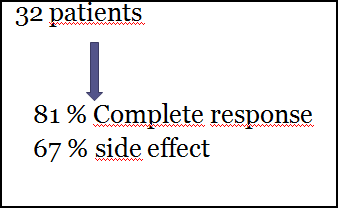 32 patients
81 % Complete response
67 % side effect